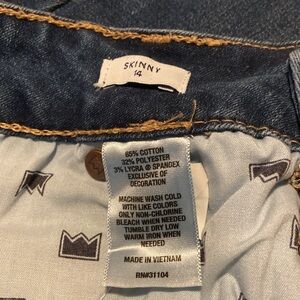 SKINNY
14
65% COTTON
32% POLYESTER
3% LYCRA ® SPANDEX
EXCLUSIVE OF
DECORATION
MACHINE WASH COLD
WITH LIKE COLORS
ONLY NON-CHLORINE
BLEACH WHEN NEEDED
TUMBLE DRY LOW
WARM IRON WHEN
NEEDED
MADE IN VIETNAM
RN#31104